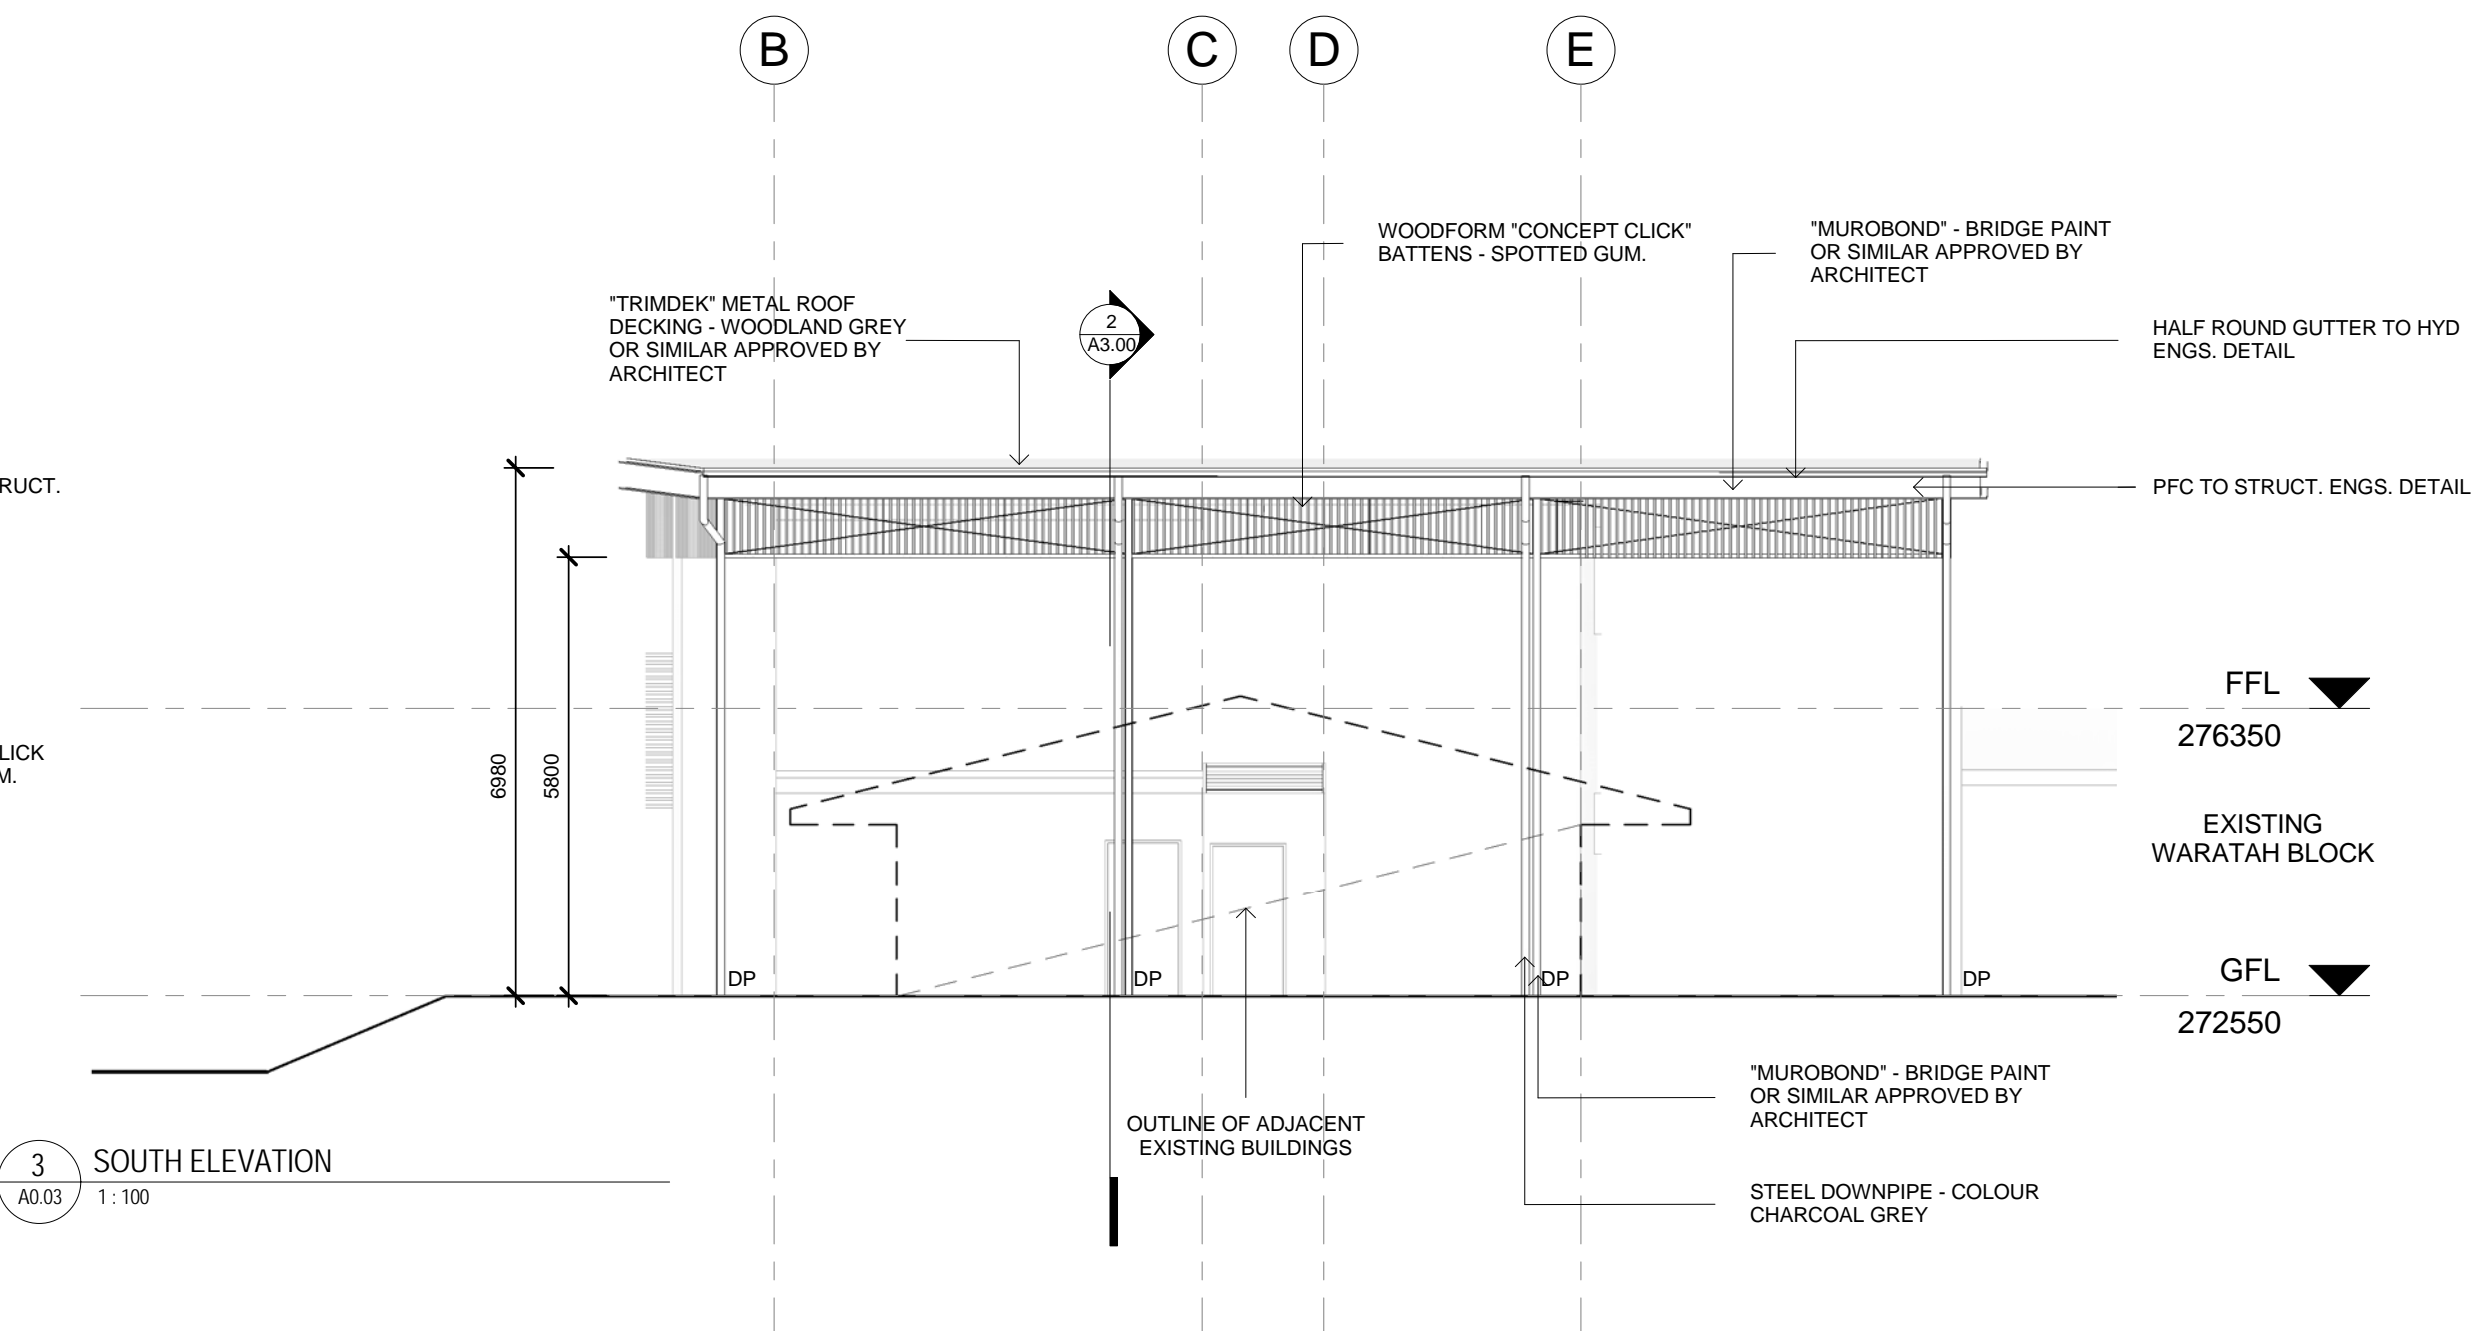 B
C
D
E
WOODFORM "CONCEPT CLICK"
BATTENS - SPOTTED GUM.
"MUROBOND" - BRIDGE PAINT
OR SIMILAR APPROVED BY
ARCHITECT
"TRIMDEK" METAL ROOF
DECKING - WOODLAND GREY
OR SIMILAR APPROVED BY
ARCHITECT
2
A3.00
HALF ROUND GUTTER TO HYD
ENGS. DETAIL
RUCT.
PFC TO STRUCT. ENGS. DETAIL
FFL
276350
LICK
M.
6980
5800
EXISTING
WARATAH BLOCK
DP
DP
DP
DP
GFL
272550
"MUROBOND" - BRIDGE PAINT
OR SIMILAR APPROVED BY
ARCHITECT
OUTLINE OF ADJACENT
EXISTING BUILDINGS
STEEL DOWNPIPE - COLOUR
CHARCOAL GREY
3
A0.03
SOUTH ELEVATION
1 : 100